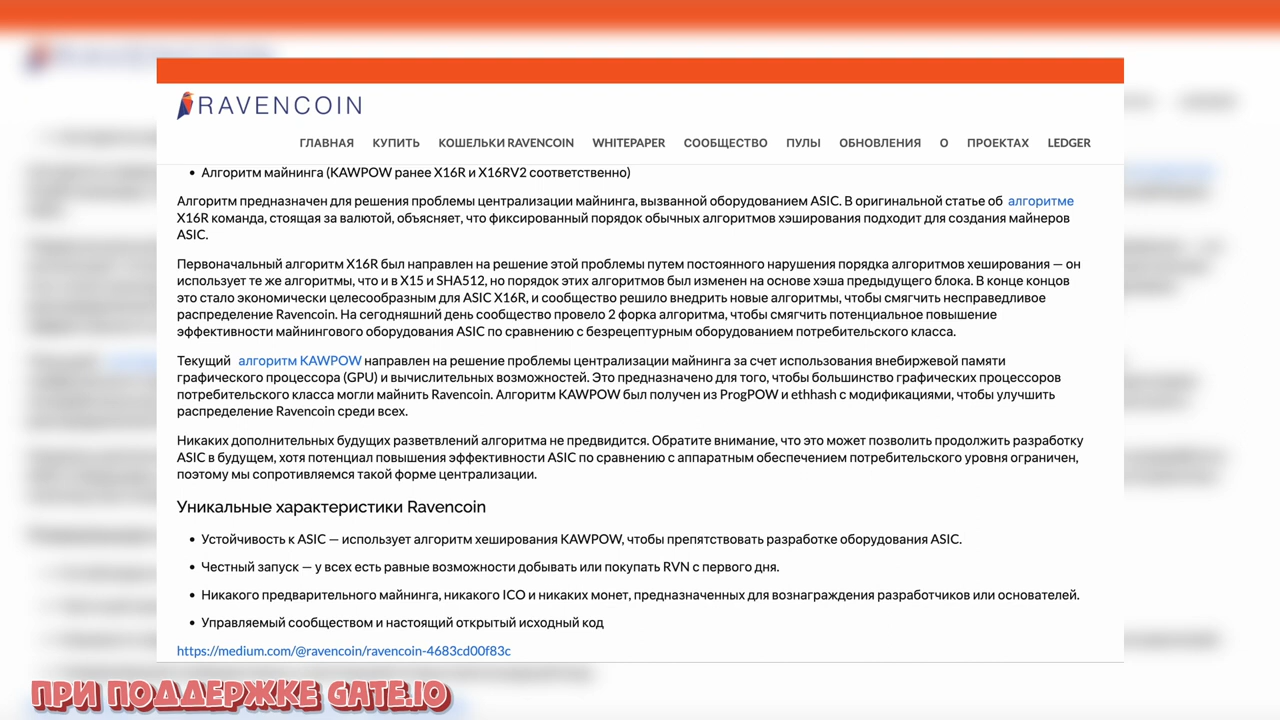 RAVENCOIN
ГЛАВНАЯ КУПИТЬ КОШЕЛЬКИ RAVENCOIN WHITEPAPER СООБЩЕСТВО ПУЛЫ ОБНОВЛЕНИЯ О ПРОЕКТАХ LEDGER
• Алгоритм майнинга (KAWPOW ранее X16R и X16RV2 соответственно)
Алгоритм предназначен для решения проблемы централизации майнинга, вызванной оборудованием ASIC. В оригинальной статье об алгоритме
X16R команда, стоящая за валютой, объясняет, что фиксированный порядок обычных алгоритмов хэширования подходит для создания майнеров
ASIC.
Первоначальный алгоритм X16R был направлен на решение этой проблемы путем постоянного нарушения порядка алгоритмов хеширования — он
использует те же алгоритмы, что и в X15 и SHA512, но порядок этих алгоритмов был изменен на основе хэша предыдущего блока. В конце концов
это стало экономически целесообразным для ASIC X16R, и сообщество решило внедрить новые алгоритмы, чтобы смягчить несправедливое
распределение Ravencoin. На сегодняшний день сообщество провело 2 форка алгоритма, чтобы смягчить потенциальное повышение
эффективности майнингового оборудования ASIC по сравнению с безрецептурным оборудованием потребительского класса.
Текущий алгоритм KAWPOW направлен на решение проблемы централизации майнинга за счет использования внебиржевой памяти
графического процессора (GPU) и вычислительных возможностей. Это предназначено для того, чтобы большинство графических процессоров
потребительского класса могли майнить Ravencoin. Алгоритм KAWPOW был получен из ProgPOW и ethhash с модификациями, чтобы улучшить
распределение Ravencoin среди всех.
Никаких дополнительных будущих разветвлений алгоритма не предвидится. Обратите внимание, что это может позволить продолжить разработку
ASIC в будущем, хотя потенциал повышения эффективности ASIC по сравнению с аппаратным обеспечением потребительского уровня ограничен,
поэтому мы сопротивляемся такой форме централизации.
Уникальные характеристики Ravencoin
• Устойчивость к ASIC — использует алгоритм хеширования KAWPOW, чтобы препятствовать разработке оборудования ASIC.
• Честный запуск — у всех есть равные возможности добывать или покупать RVN с первого дня.
• Никакого предварительного майнинга, никакого ICO и никаких монет, предназначенных для вознаграждения разработчиков или основателей.
• Управляемый сообществом и настоящий открытый исходный код
https://medium.com/@ravencoin/ravencoin-4683cd00f83c
ПРИ ПОДДЕРЖКЕ GATE.IO